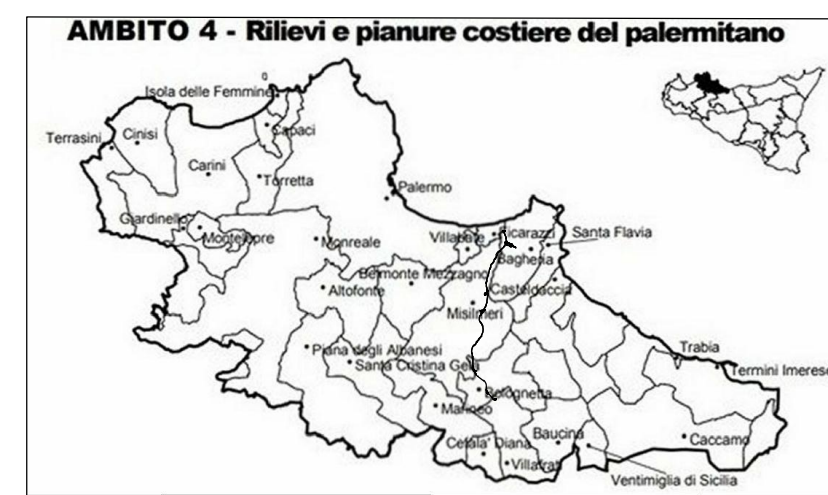 AMBITO 4 - Rilievi e pianure costiere del palermitano
Isola delle Femmine
Capaci
Terrasini
Cinisi
Carini
Torretta
Palermo
Giardinello
Montelepre
Monreale
Villabate
Ficarazzi
Santa Flavia
Bagheria
Belmonte Mezzagno
Altofonte
Casteldaccia
Misilmeri
Piana degli Albanesi
Santa Cristina Gela
Trabia
Termini Imerese
Bolognetta
Marineo
Cefala' Diana
Baucina
Caccamo
Villafrati
Ventimiglia di Sicilia